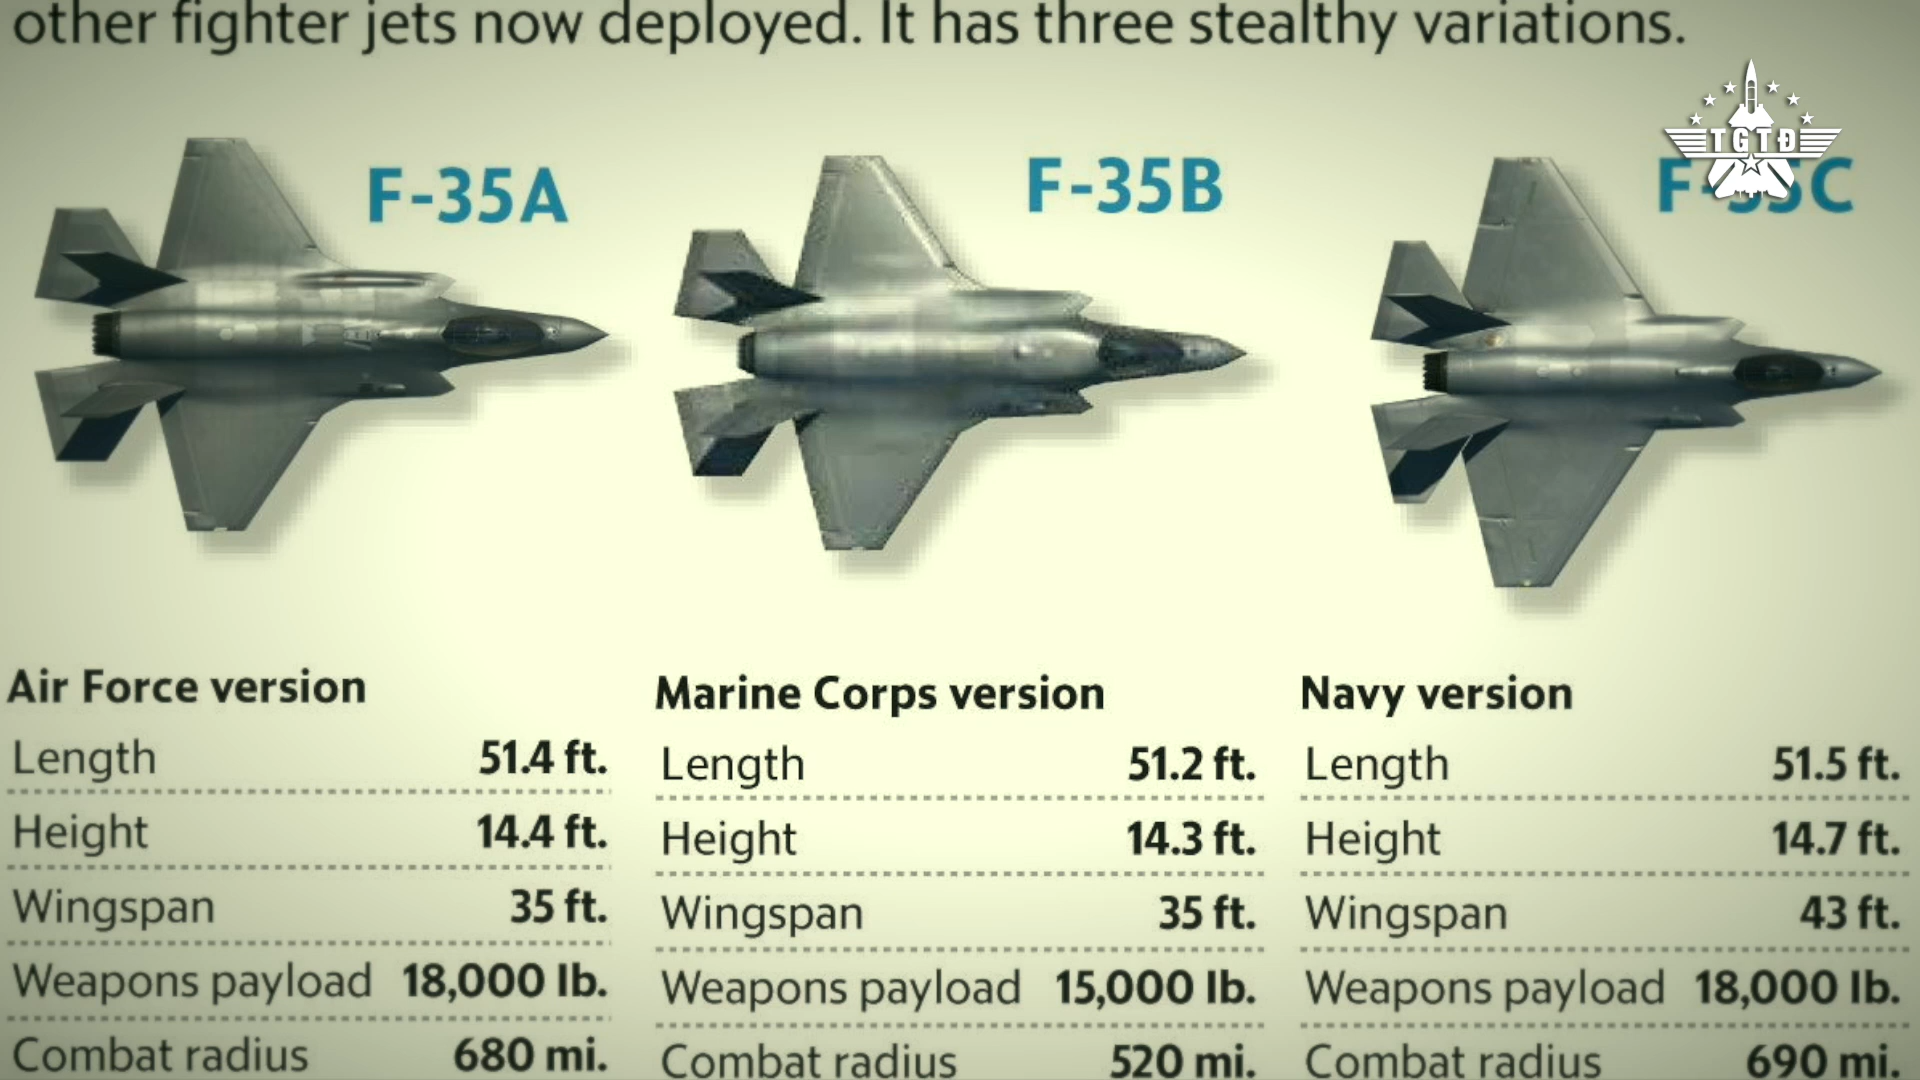 other fighter jets now deployed. It has three stealthy variations.
TGTĐ
F-35A
F-35B
F-35C
Air Force version
Length 51.4 ft.
Height 14.4 ft.
Wingspan 35 ft.
Weapons payload 18,000 lb.
Combat radius 680 mi.
Marine Corps version
Length 51.2 ft.
Height 14.3 ft.
Wingspan 35 ft.
Weapons payload 15,000 lb.
Combat radius 520 mi.
Navy version
Length 51.5 ft.
Height 14.7 ft.
Wingspan 43 ft.
Weapons payload 18,000 lb.
Combat radius 690 mi.